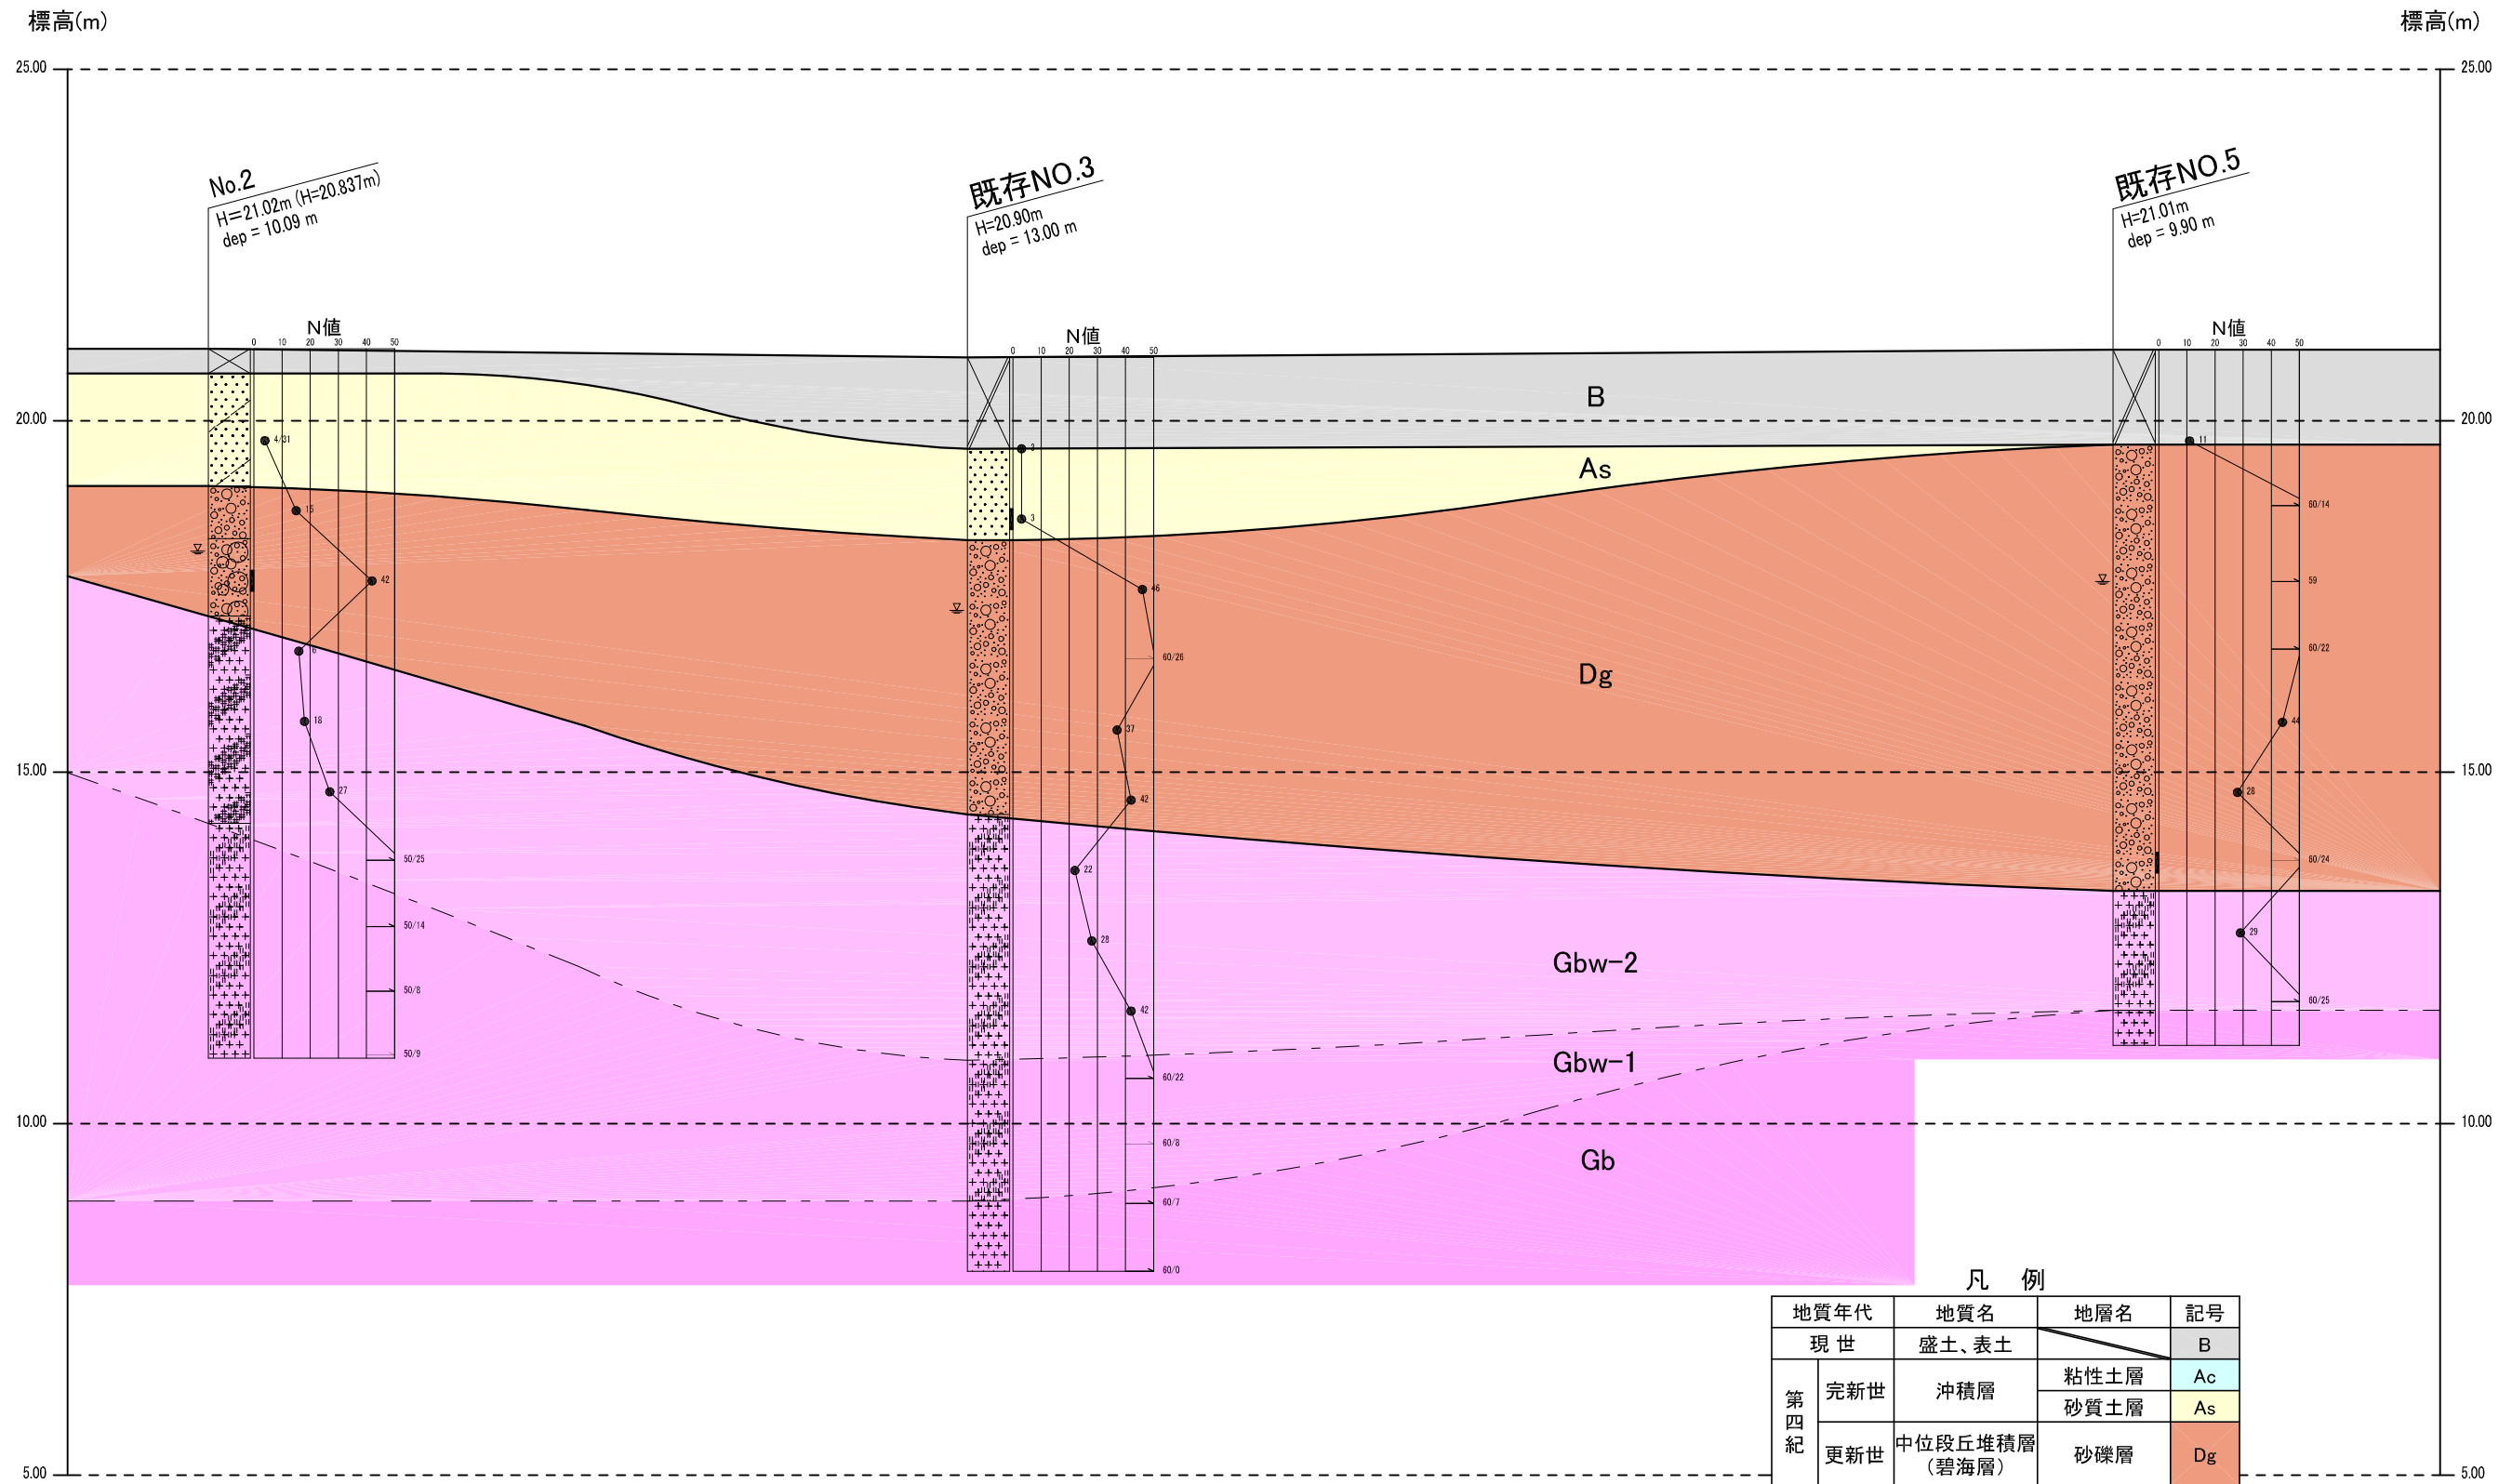 標高(m)
標高(m)
25.00
25.00
No.2
H=21.02m (H=20.837m)
dep = 10.09 m
既存NO.3
H=20.90m
dep = 13.00 m
既存NO.5
H=21.01m
dep = 9.90 m
N値
0 10 20 30 40 50
N値
0 10 20 30 40 50
N値
0 10 20 30 40 50
B
20.00
20.00
4/31
15
42
18
27
50/25
50/14
50/8
50/9
3
3
46
60/26
37
42
22
28
42
60/22
60/8
60/7
60/0
11
60/14
59
60/22
44
28
60/24
29
60/25
As
Dg
15.00
15.00
Gbw-2
Gbw-1
10.00
10.00
Gb
凡 例
地質年代 地質名 地層名 記号
現世 盛土、表土 B
第四紀 完新世 沖積層 粘性土層 Ac
砂質土層 As
更新世 中位段丘堆積層
(碧海層) 砂礫層 Dg
5.00
5.00